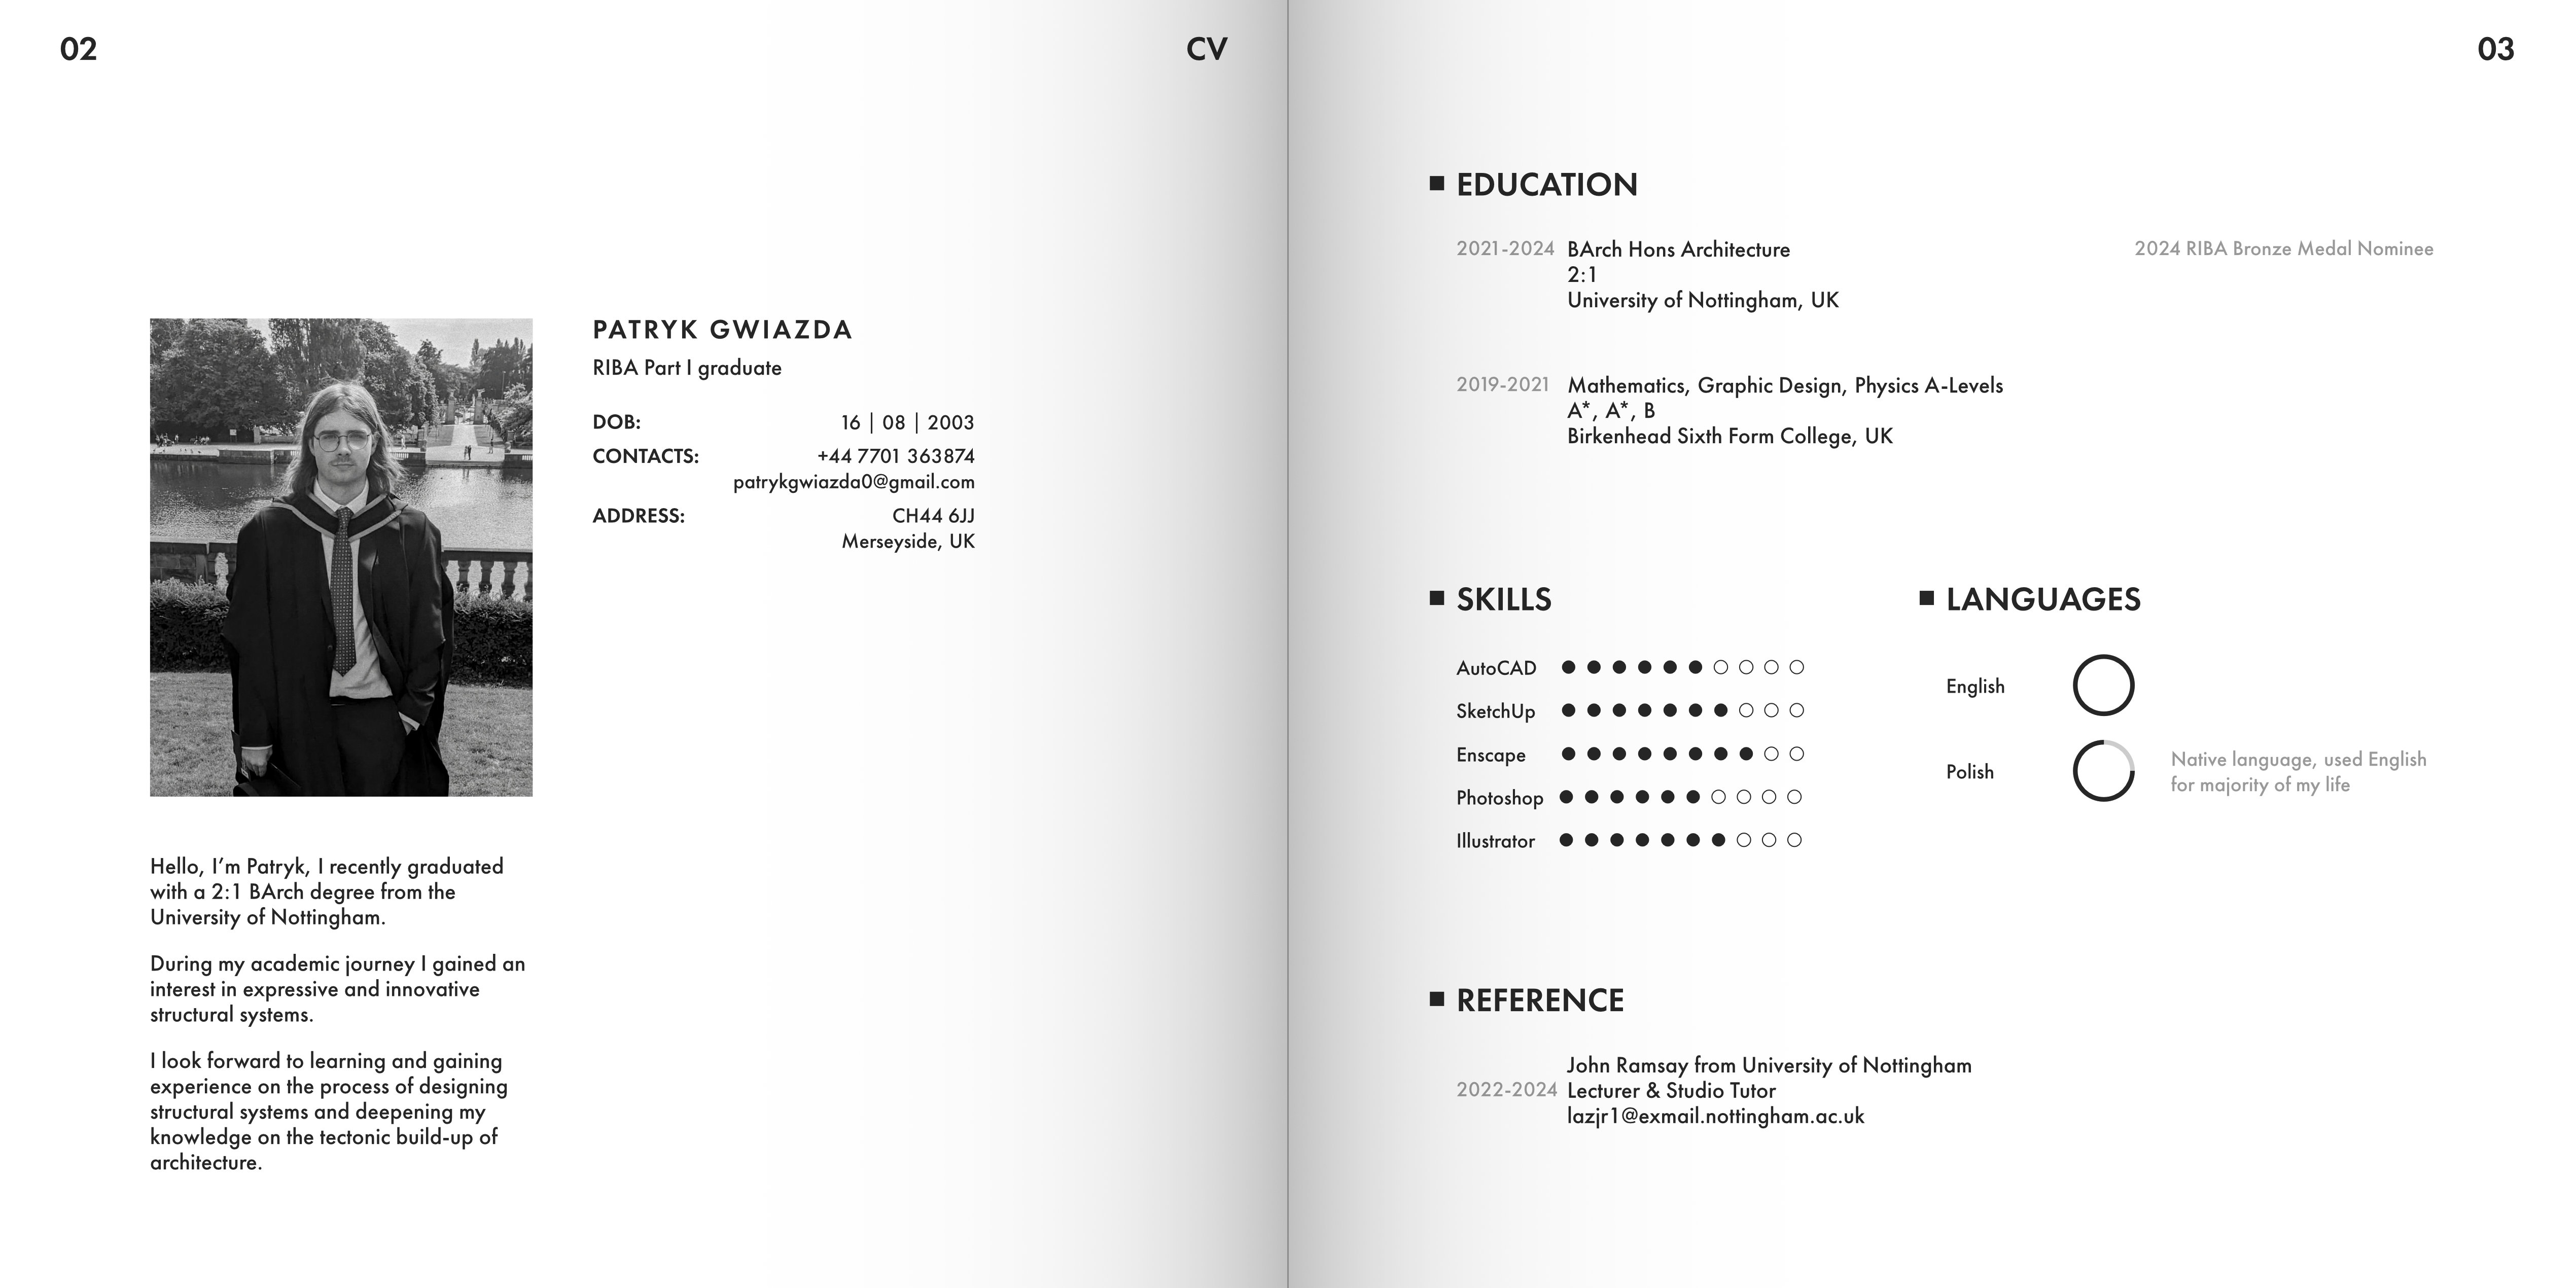 02
CV
PATRYK GWIAZDA
RIBA Part I graduate
DOB: 16 | 08 | 2003
CONTACTS: +44 7701 363874
patrykgwiazda0@gmail.com
ADDRESS: CH44 6JJ
Merseyside, UK
Hello, I'm Patryk, I recently graduated
with a 2:1 BArch degree from the
University of Nottingham.
During my academic journey I gained an
interest in expressive and innovative
structural systems.
I look forward to learning and gaining
experience on the process of designing
structural systems and deepening my
knowledge on the tectonic build-up of
architecture.
03
EDUCATION
2021-2024 BArch Hons Architecture 2024 RIBA Bronze Medal Nominee
2:1
University of Nottingham, UK
2019-2021 Mathematics, Graphic Design, Physics A-Levels
A*, A*, B
Birkenhead Sixth Form College, UK
SKILLS
AutoCAD
SketchUp
Enscape
Photoshop
Illustrator
LANGUAGES
English
Polish
Native language, used English
for majority of my life
REFERENCE
John Ramsay from University of Nottingham
2022-2024 Lecturer & Studio Tutor
lazjr1@exmail.nottingham.ac.uk